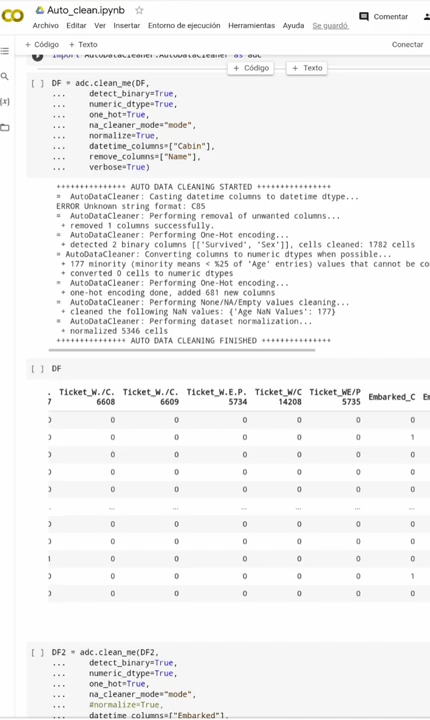 Auto_clean.ipynb
Comentar
Archivo Editar Ver Insertar Entorno de ejecución Herramientas Ayuda Se guardó
+ Código + Texto
Conectar
import AutoDataCleaner.AutoDataCleaner as adc
+ Código + Texto
[ ] DF = adc.clean_me(DF,
... detect_binary=True,
... numeric_dtype=True,
... one_hot=True,
... na_cleaner_mode="mode",
... normalize=True,
... datetime_columns=["Cabin"],
... remove_columns=["Name"],
... verbose=True)
+++++++++++++++ AUTO DATA CLEANING STARTED ++++++++++++++++
= AutoDataCleaner: Casting datetime columns to datetime dtype...
ERROR Unknown string format: C85
= AutoDataCleaner: Performing removal of unwanted columns...
+ removed 1 columns successfully.
= AutoDataCleaner: Performing One-Hot encoding...
+ detected 2 binary columns [['Survived', 'Sex']], cells cleaned: 1782 cells
= AutoDataCleaner: Converting columns to numeric dtypes when possible...
+ 177 minority (minority means < %25 of 'Age' entries) values that cannot be co
+ converted 0 cells to numeric dtypes
= AutoDataCleaner: Performing One-Hot encoding...
+ one-hot encoding done, added 681 new columns
= AutoDataCleaner: Performing None/NA/Empty values cleaning...
+ cleaned the following NaN values: {'Age NaN Values': 177}
= AutoDataCleaner: Performing dataset normalization...
+ normalized 5346 cells
+++++++++++++++ AUTO DATA CLEANING FINISHED +++++++++++++++
[ ] DF
. Ticket_W./C. Ticket_W./C. Ticket_W.E.P. Ticket_W/C Ticket_WE/P Embarked_C Em
7 6608 6609 5734 14208 5735
0 0 0 0 0 0 0
0 0 0 0 0 0 1
0 0 0 0 0 0 0
0 0 0 0 0 0 0
0 0 0 0 0 0 0
... ... ... ... ... ... ...
0 0 0 0 0 0 0
0 0 0 0 0 0 0
1 0 0 0 0 0 0
0 0 0 0 0 0 1
0 0 0 0 0 0 0
[ ] DF2 = adc.clean_me(DF2,
... detect_binary=True,
... numeric_dtype=True,
... one_hot=True,
... na_cleaner_mode="mode",
... #normalize=True,
... datetime_columns=["Embarked"],